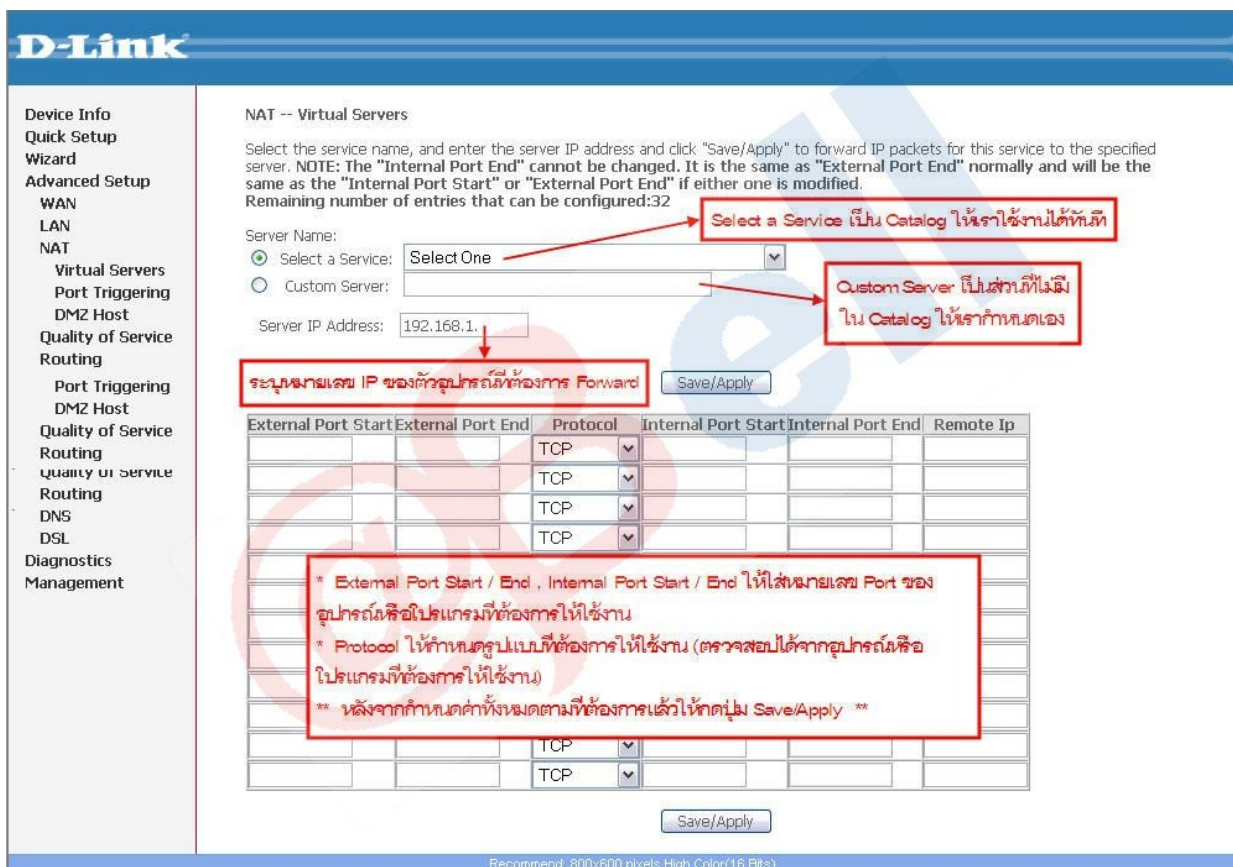 D-Link
Device Info
Quick Setup
Wizard
Advanced Setup
WAN
LAN
NAT
Virtual Servers
Port Triggering
DMZ Host
Quality of Service
Routing
Port Triggering
DMZ Host
Quality of Service
Routing
Quality of Service
Routing
DNS
DSL
Diagnostics
Management
NAT -- Virtual Servers
Select the service name, and enter the server IP address and click "Save/Apply" to forward IP packets for this service to the specified
server. NOTE: The "Internal Port End" cannot be changed. It is the same as "External Port End" normally and will be the
same as the "Internal Port Start" or "External Port End" if either one is modified.
Remaining number of entries that can be configured:32
Select a Service เป็น Catalog ให้เราใช้งานได้ทันที
Server Name:
Select a Service: Select One
Custom Server:
Custom Server เป็นส่วนที่ไม่มี
ใน Catalog ให้เรากำหนดเอง
Server IP Address: 192.168.1.
ระบุหมายเลข IP ของตัวอุปกรณ์ที่ต้องการ Forward
Save/Apply
External Port Start External Port End Protocol Internal Port Start Internal Port End Remote Ip
TCP
TCP
TCP
TCP
* External Port Start / End , Internal Port Start / End ให้ใส่หมายเลข Port ของ
อุปกรณ์หรือโปรแกรมที่ต้องการให้ใช้งาน
* Protocol ให้กำหนดรูปแบบที่ต้องการให้ใช้งาน (ตรวจสอบได้จากอุปกรณ์หรือ
โปรแกรมที่ต้องการให้ใช้งาน)
** หลังจากกำหนดค่าทั้งหมดตามที่ต้องการแล้วให้กดปุ่ม Save/Apply **
TCP
TCP
Save/Apply
Recommend: 800x600 pixels High Color(16 Bits)
@Bell